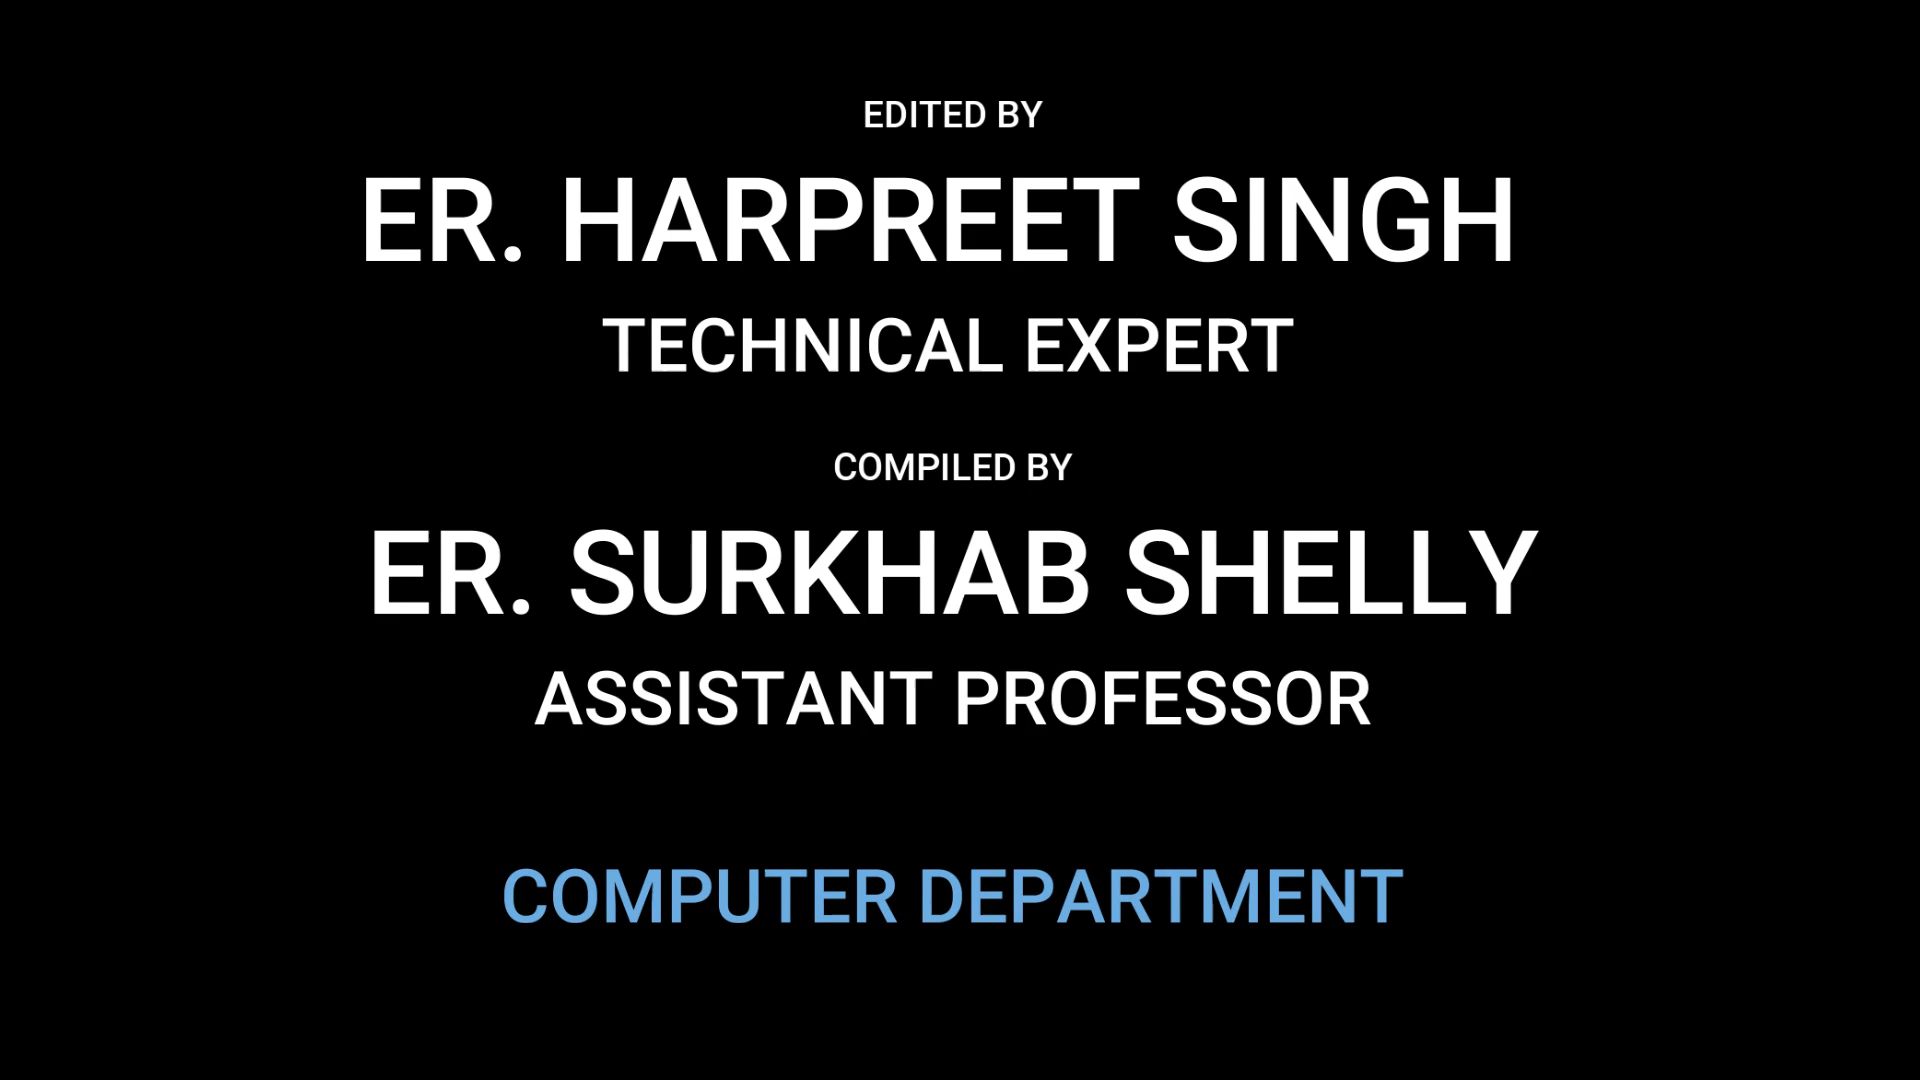 EDITED BY
ER. HARPREET SINGH
TECHNICAL EXPERT
COMPILED BY
ER. SURKHAB SHELLY
ASSISTANT PROFESSOR
COMPUTER DEPARTMENT